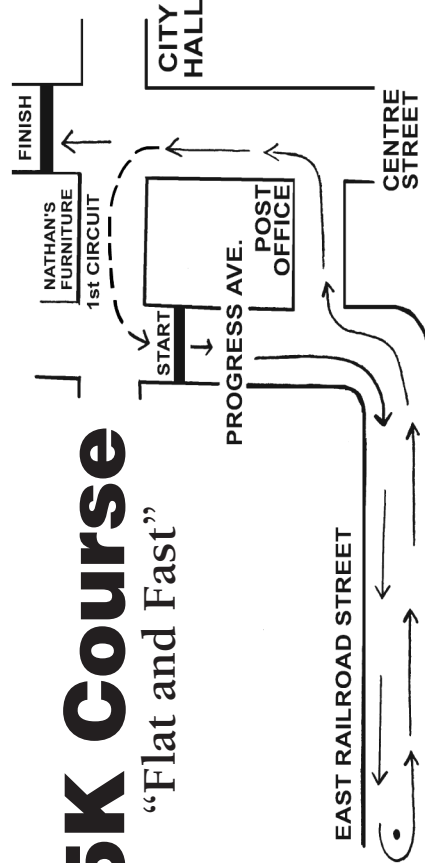 5K Course
“Flat and Fast”
FINISH
NATHAN'S
FURNITURE
1st CIRCUIT
CITY
HALL
START
PROGRESS AVE.
POST
OFFICE
CENTRE
STREET
EAST RAILROAD STREET